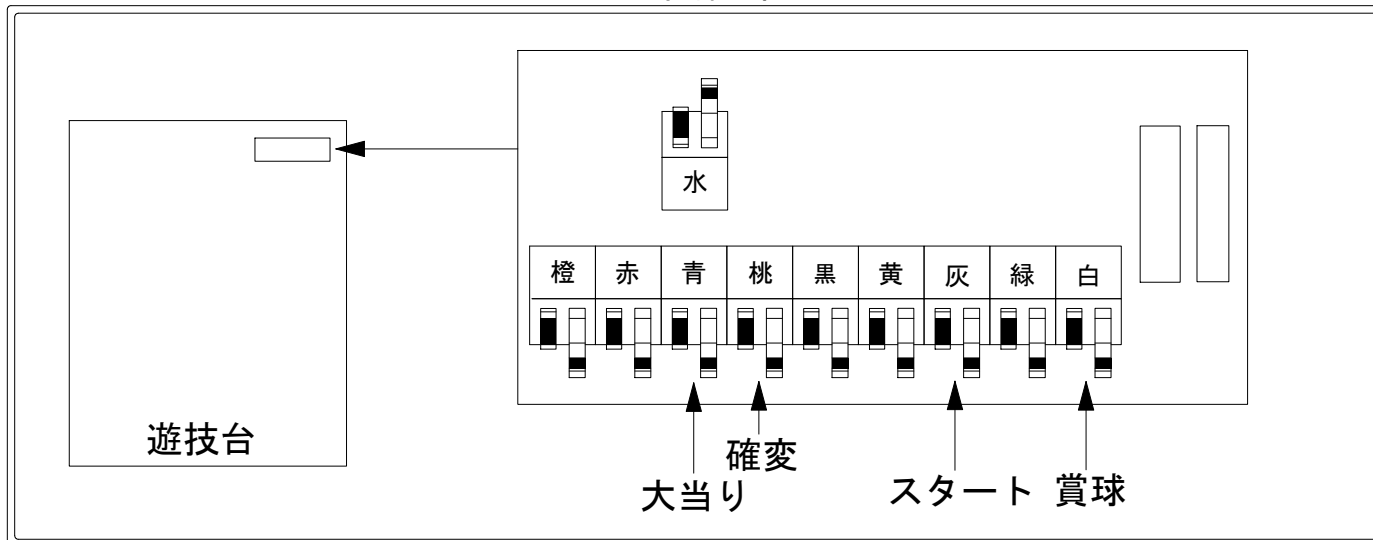 水
橙 赤 青 桃 黒 黄 灰 緑 白
遊技台
確変
大当り
スタート
賞球